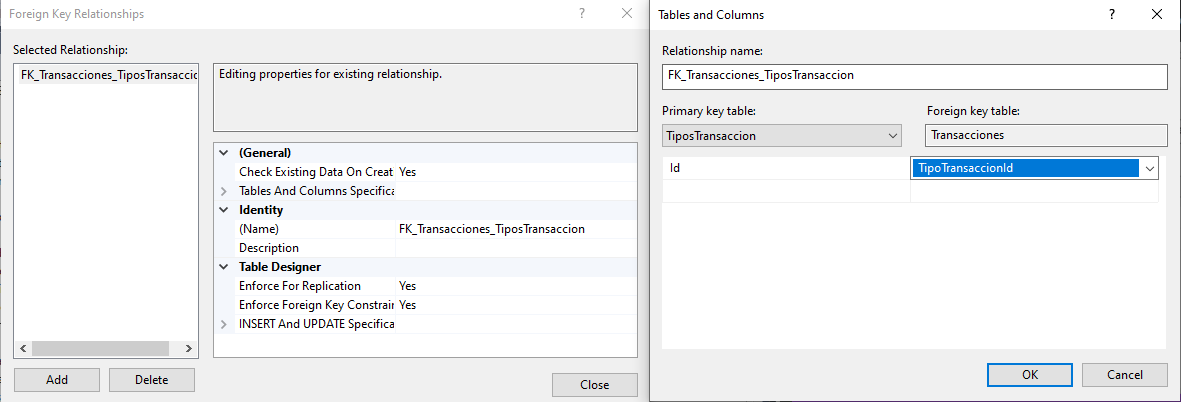 Foreign Key Relationships
Selected Relationship:
FK_Transacciones_TiposTransaccic
Editing properties for existing relationship.
(General)
Check Existing Data On Creat Yes
Tables And Columns Specifica
Identity
(Name) FK_Transacciones_TiposTransaccion
Description
Table Designer
Enforce For Replication Yes
Enforce Foreign Key Constrain Yes
INSERT And UPDATE Specifica
Add Delete
Close
Tables and Columns
Relationship name:
FK_Transacciones_TiposTransaccion
Primary key table: Foreign key table:
TiposTransaccion Transacciones
Id TipoTransaccionId
OK Cancel